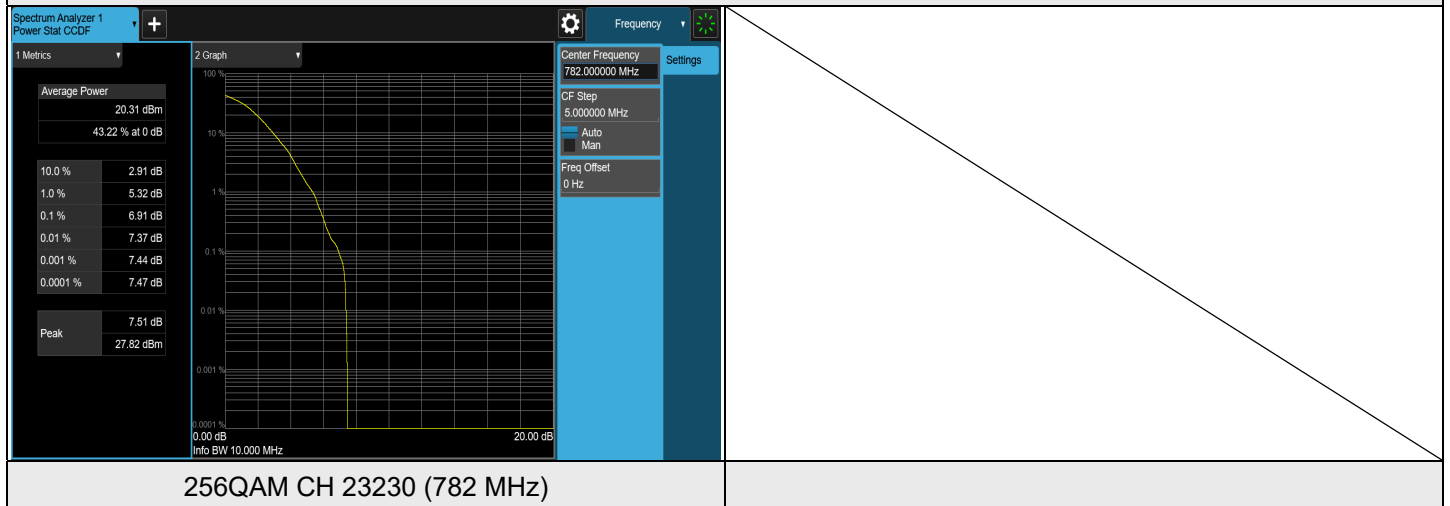 Spectrum Analyzer 1
Power Stat CCDF
+
Frequency
1 Metrics
2 Graph
Center Frequency
782.000000 MHz
Settings
CF Step
5.000000 MHz
Auto
Man
Freq Offset
0 Hz
Average Power
20.31 dBm
43.22 % at 0 dB
10.0 % 2.91 dB
1.0 % 5.32 dB
0.1 % 6.91 dB
0.01 % 7.37 dB
0.001 % 7.44 dB
0.0001 % 7.47 dB
Peak 7.51 dB
27.82 dBm
100 %
10 %
1 %
0.1 %
0.01 %
0.001 %
0.0001 %
0.00 dB 20.00 dB
Info BW 10.000 MHz
256QAM CH 23230 (782 MHz)